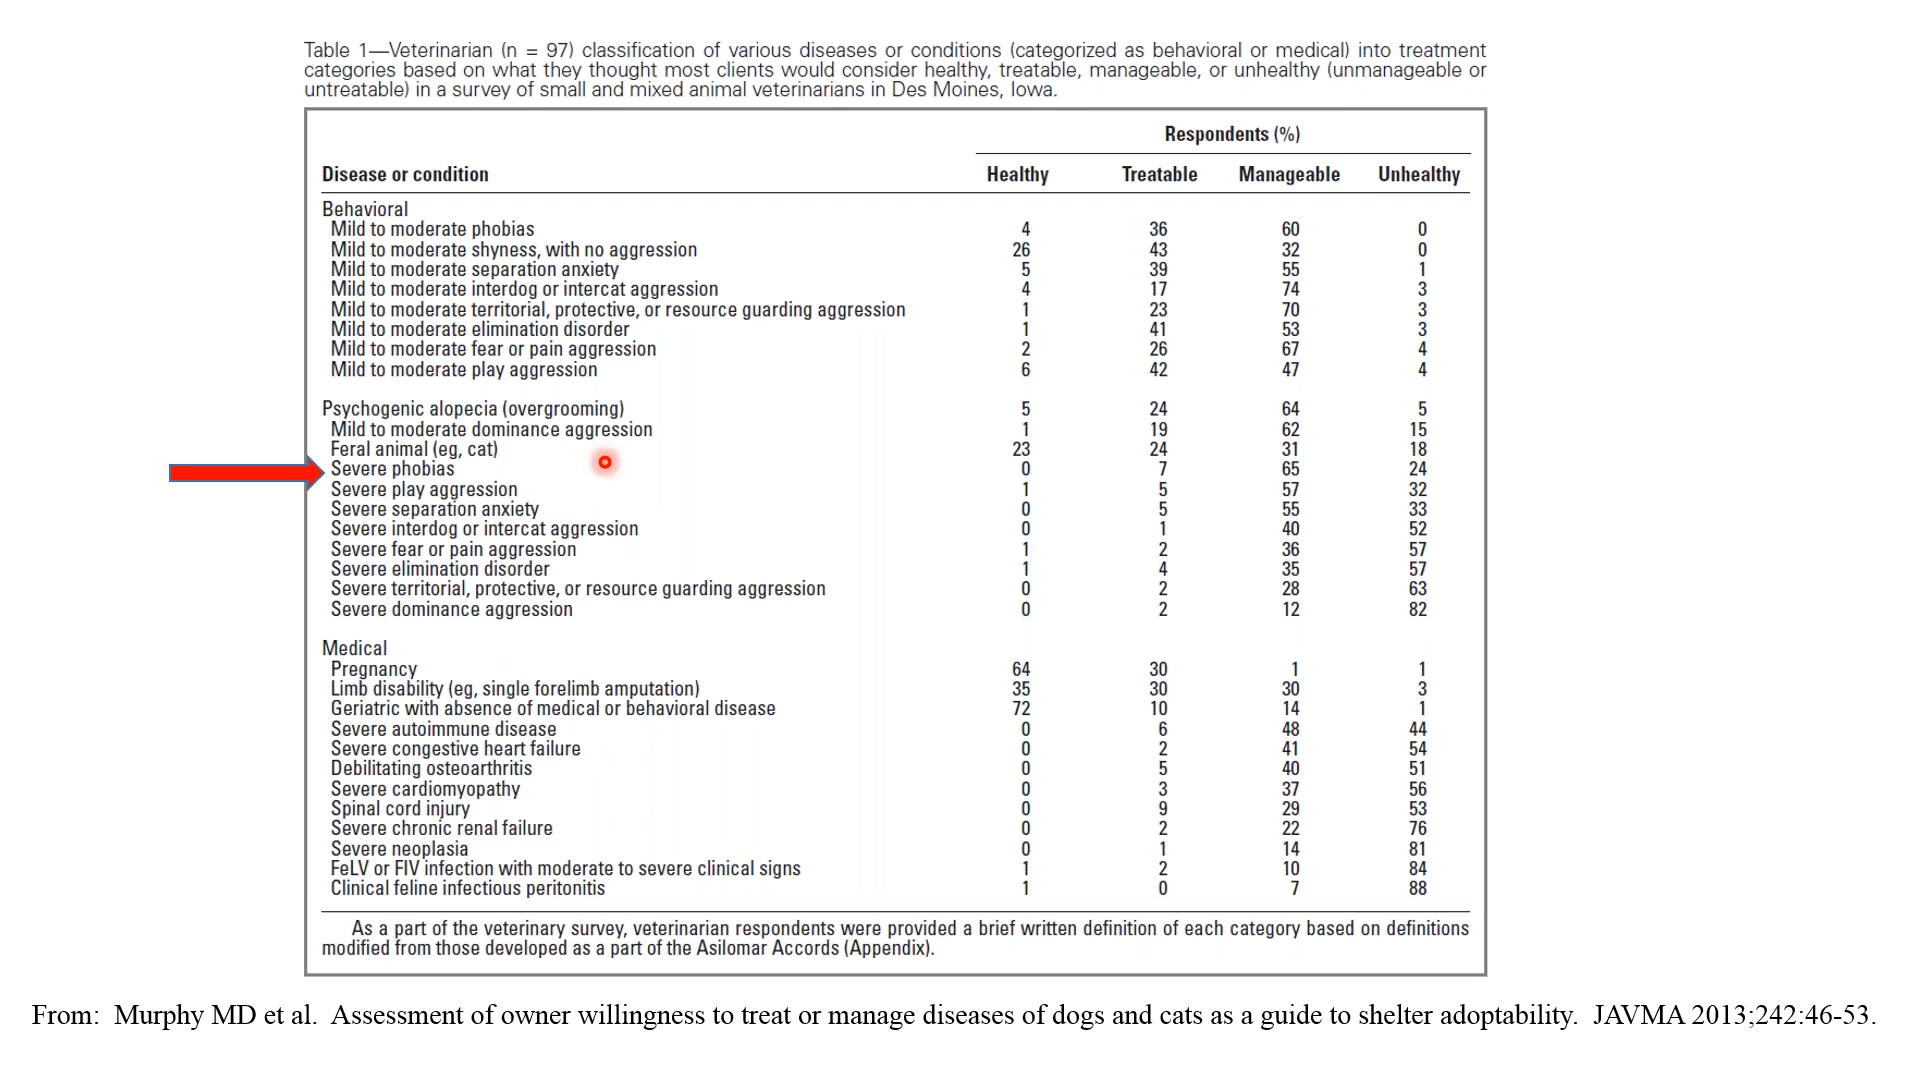 Table 1—Veterinarian (n = 97) classification of various diseases or conditions (categorized as behavioral or medical) into treatment
categories based on what they thought most clients would consider healthy, treatable, manageable, or unhealthy (unmanageable or
untreatable) in a survey of small and mixed animal veterinarians in Des Moines, Iowa.
Respondents (%)
Disease or condition Healthy Treatable Manageable Unhealthy
Behavioral
Mild to moderate phobias 4 36 60 0
Mild to moderate shyness, with no aggression 26 43 32 0
Mild to moderate separation anxiety 5 39 55 1
Mild to moderate interdog or intercat aggression 4 17 74 3
Mild to moderate territorial, protective, or resource guarding aggression 1 23 70 3
Mild to moderate elimination disorder 1 41 53 3
Mild to moderate fear or pain aggression 2 26 67 4
Mild to moderate play aggression 6 42 47 4
Psychogenic alopecia (overgrooming) 5 24 64 5
Mild to moderate dominance aggression 1 19 62 15
Feral animal (eg, cat) 23 24 31 18
Severe phobias 0 7 65 24
Severe play aggression 1 5 57 32
Severe separation anxiety 0 5 55 33
Severe interdog or intercat aggression 0 1 40 52
Severe fear or pain aggression 1 2 36 57
Severe elimination disorder 1 4 35 57
Severe territorial, protective, or resource guarding aggression 0 2 28 63
Severe dominance aggression 0 2 12 82
Medical
Pregnancy 64 30 1 1
Limb disability (eg, single forelimb amputation) 35 30 30 3
Geriatric with absence of medical or behavioral disease 72 10 14 1
Severe autoimmune disease 0 6 48 44
Severe congestive heart failure 0 2 41 54
Debilitating osteoarthritis 0 5 40 51
Severe cardiomyopathy 0 3 37 56
Spinal cord injury 0 9 29 53
Severe chronic renal failure 0 2 22 76
Severe neoplasia 0 1 14 81
FeLV or FIV infection with moderate to severe clinical signs 1 2 10 84
Clinical feline infectious peritonitis 1 0 7 88
As a part of the veterinary survey, veterinarian respondents were provided a brief written definition of each category based on definitions
modified from those developed as a part of the Asilomar Accords (Appendix).
From: Murphy MD et al. Assessment of owner willingness to treat or manage diseases of dogs and cats as a guide to shelter adoptability. JAVMA 2013;242:46-53.